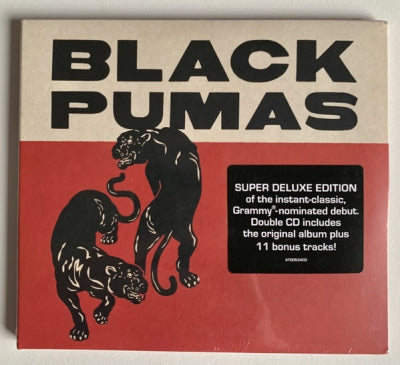 BLACK
PUMAS
SUPER DELUXE EDITION
of the instant-classic,
Grammy®-nominated debut.
Double CD includes
the original album plus
11 bonus tracks!